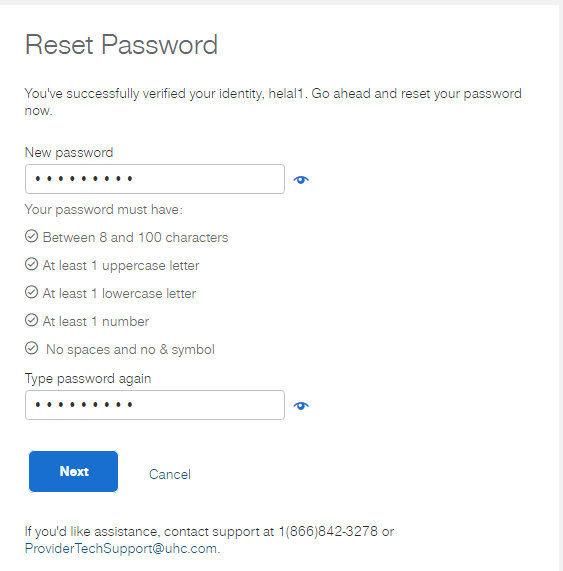 Reset Password
You've successfully verified your identity, helal1. Go ahead and reset your password
now.
New password
• • • • • • • • •
Your password must have:
Between 8 and 100 characters
At least 1 uppercase letter
At least 1 lowercase letter
At least 1 number
No spaces and no & symbol
Type password again
• • • • • • • • •
Next
Cancel
If you'd like assistance, contact support at 1(866)842-3278 or
ProviderTechSupport@uhc.com.